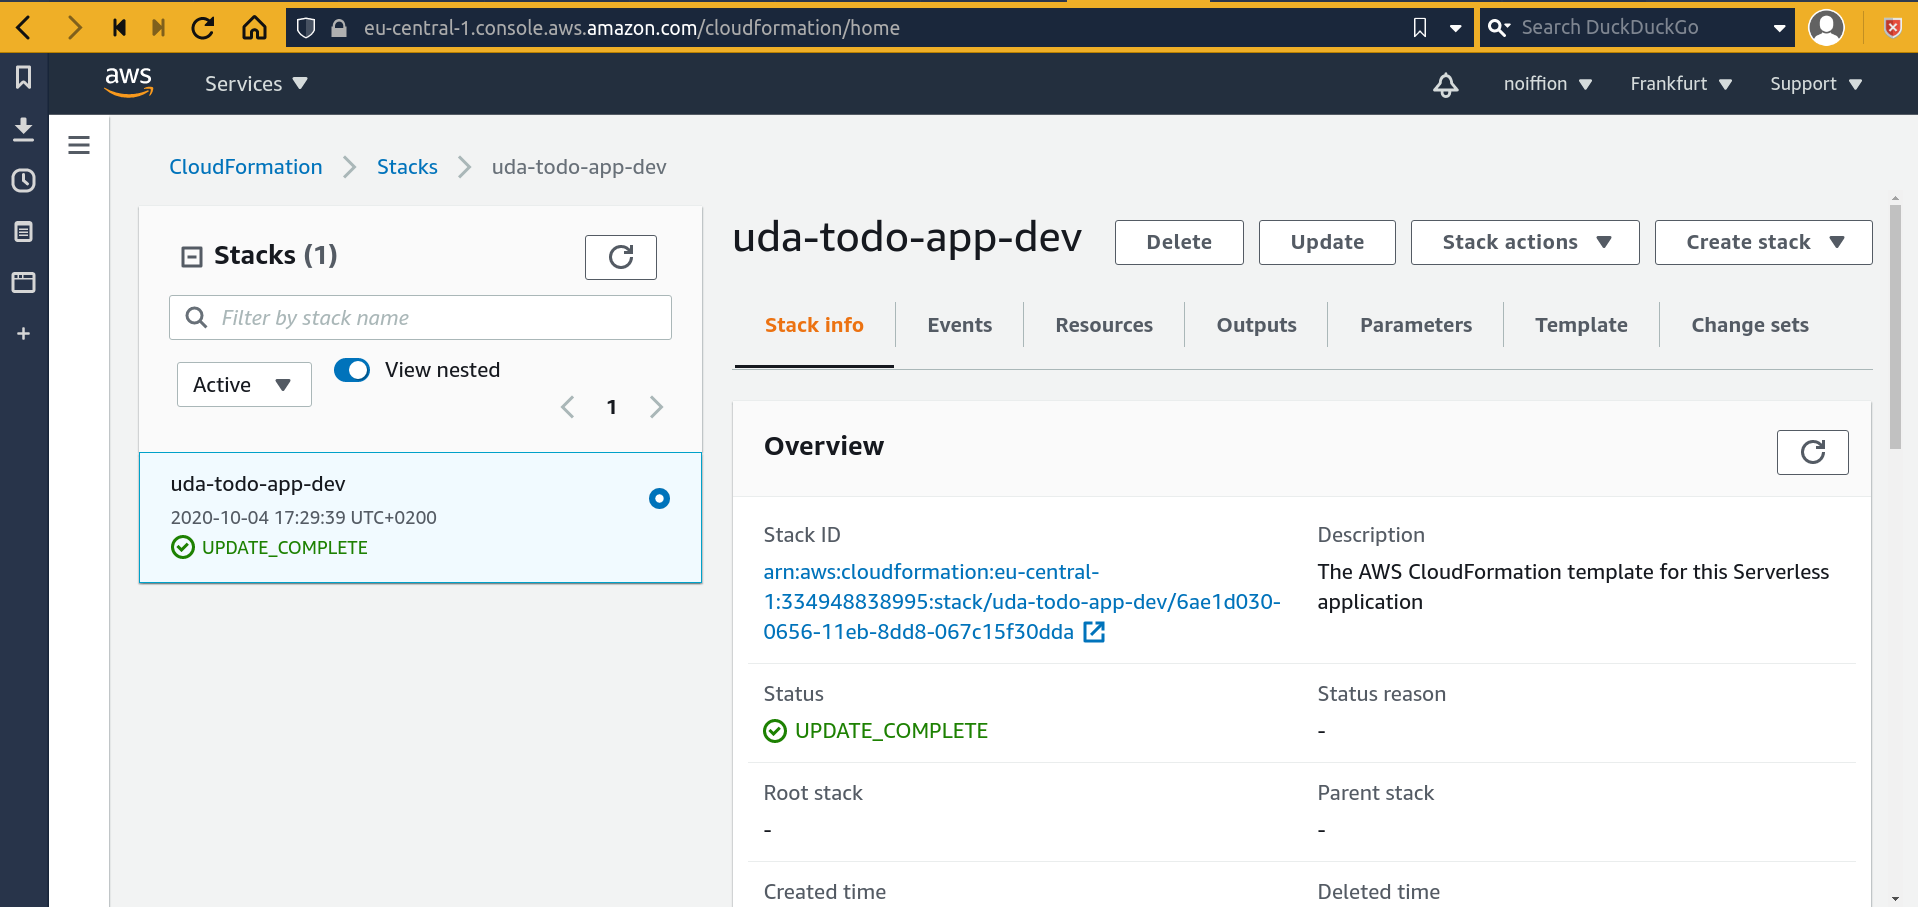 eu-central-1.console.aws.amazon.com/cloudformation/home
Search DuckDuckGo
aws
Services
noiffion
Frankfurt
Support
CloudFormation
Stacks
uda-todo-app-dev
Stacks (1)
Filter by stack name
Active
View nested
1
uda-todo-app-dev
2020-10-04 17:29:39 UTC+0200
UPDATE_COMPLETE
uda-todo-app-dev
Delete
Update
Stack actions
Create stack
Stack info
Events
Resources
Outputs
Parameters
Template
Change sets
Overview
Stack ID
arn:aws:cloudformation:eu-central-
1:334948838995:stack/uda-todo-app-dev/6ae1d030-
0656-11eb-8dd8-067c15f30dda
Description
The AWS CloudFormation template for this Serverless
application
Status
UPDATE_COMPLETE
Status reason
-
Root stack
-
Parent stack
-
Created time
Deleted time